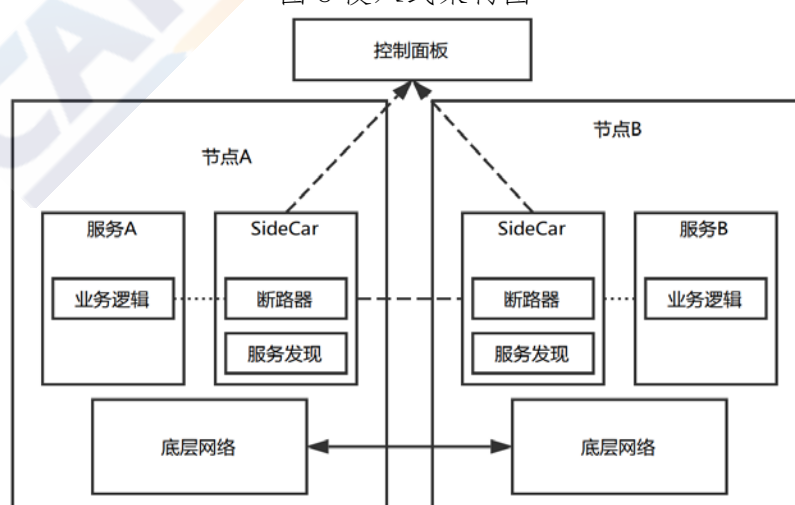 控制面板
节点A
节点B
服务A
SideCar
SideCar
服务B
业务逻辑
断路器
断路器
业务逻辑
服务发现
服务发现
底层网络
底层网络